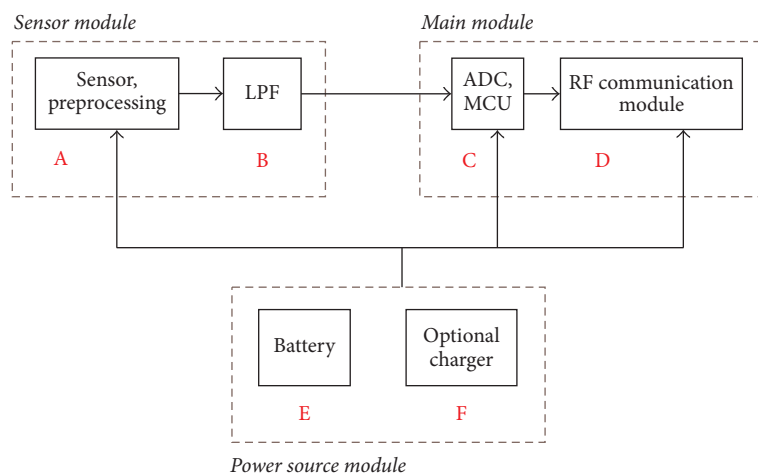 Sensor module
Main module
Sensor,
preprocessing
LPF
ADC,
MCU
RF communication
module
A
B
C
D
Battery
Optional
charger
E
F
Power source module